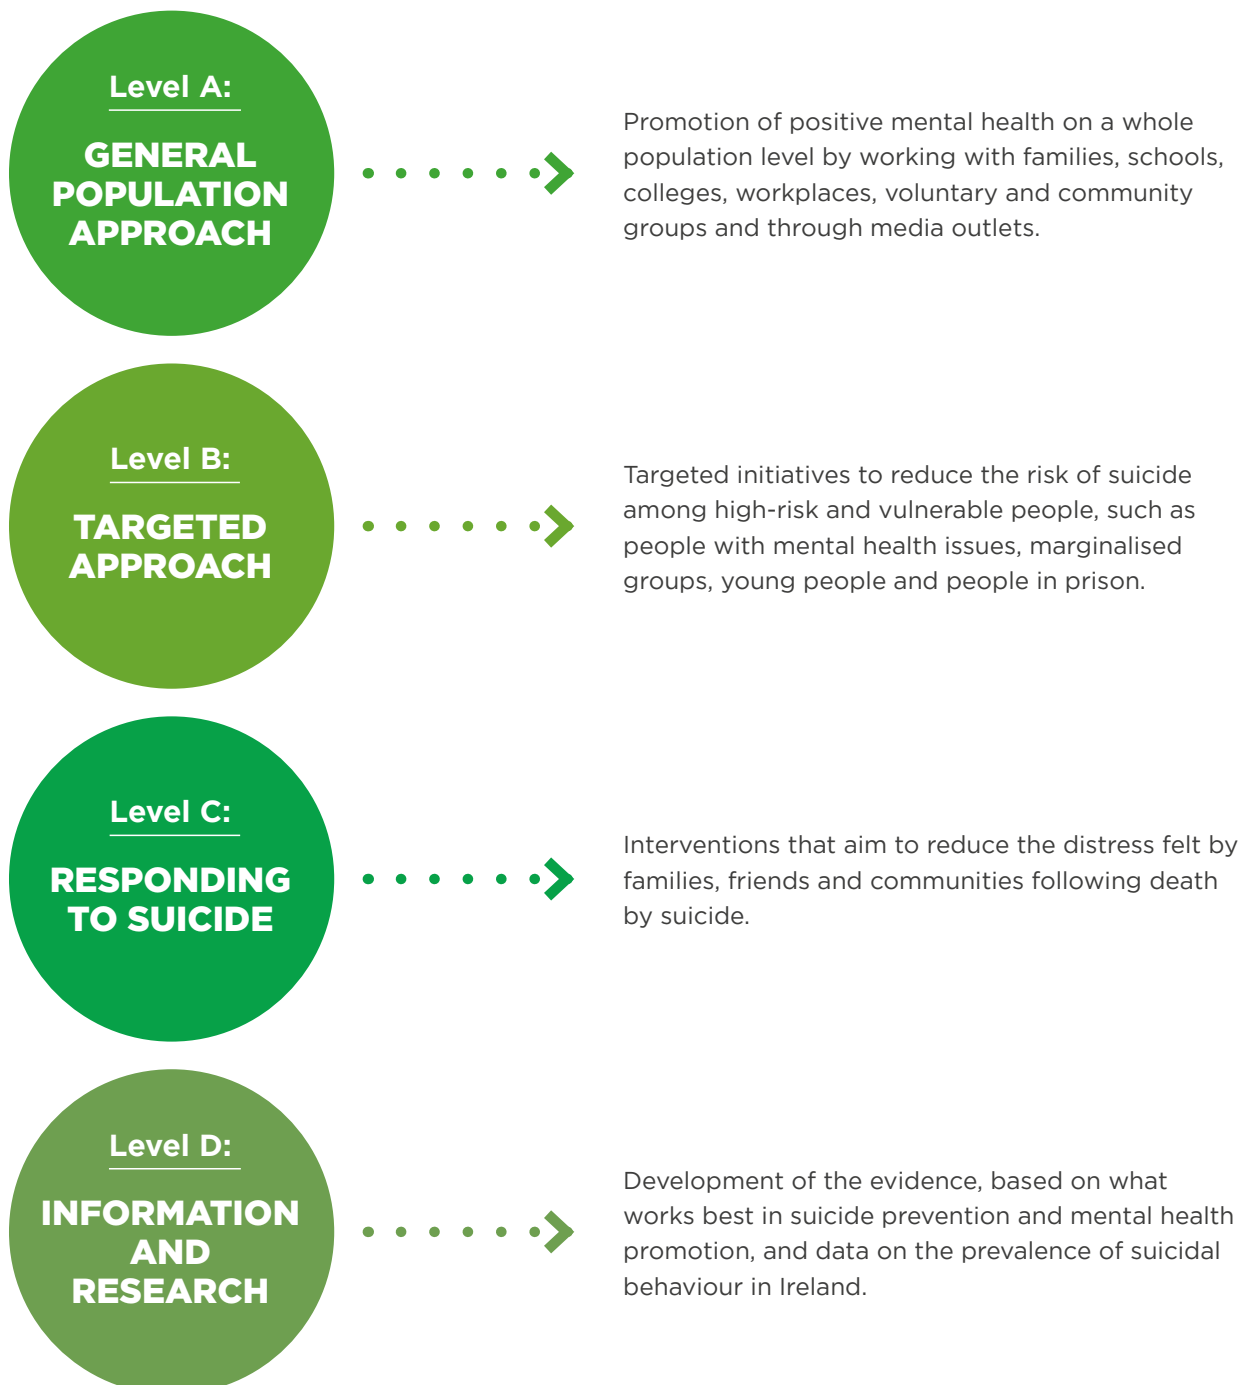 Level A:
GENERAL
POPULATION
APPROACH
Promotion of positive mental health on a whole
population level by working with families, schools,
colleges, workplaces, voluntary and community
groups and through media outlets.
Level B:
TARGETED
APPROACH
Targeted initiatives to reduce the risk of suicide
among high-risk and vulnerable people, such as
people with mental health issues, marginalised
groups, young people and people in prison.
Level C:
RESPONDING
TO SUICIDE
Interventions that aim to reduce the distress felt by
families, friends and communities following death
by suicide.
Level D:
INFORMATION
AND
RESEARCH
Development of the evidence, based on what
works best in suicide prevention and mental health
promotion, and data on the prevalence of suicidal
behaviour in Ireland.